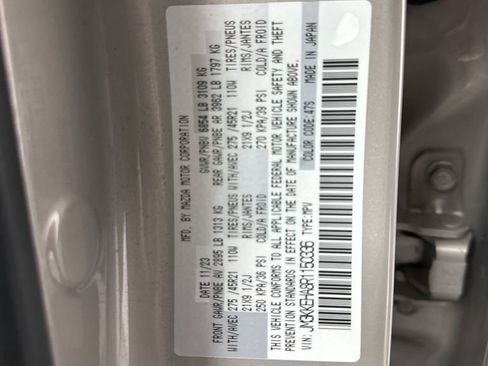 MFD. BY MAZDA MOTOR CORPORATION
DATE 11/23 GVWR/PNBV 6854 LB 3109 KG
FRONT GAWR/PNBE AV 2895 LB 1313 KG REAR GAWR/PNBE AR 3962 LB 1797 KG
WITH/AVEC 275 /45R21 110W TIRES/PNEUS WITH/AVEC 275 /45R21 110W TIRES/PNEUS
21X9 1/2J RIMS/JANTES 21X9 1/2J RIMS/JANTES
250 KPA/36 PSI COLD/A FROID 270 KPA/39 PSI COLD/A FROID
THIS VEHICLE CONFORMS TO ALL APPLICABLE FEDERAL MOTOR VEHICLE SAFETY AND THEFT
PREVENTION STANDARDS IN EFFECT ON THE DATE OF MANUFACTURE SHOWN ABOVE.
VIN: JM3KKEHA8R1150336 TYPE:MPV COLOR CODE:47S MADE IN JAPAN